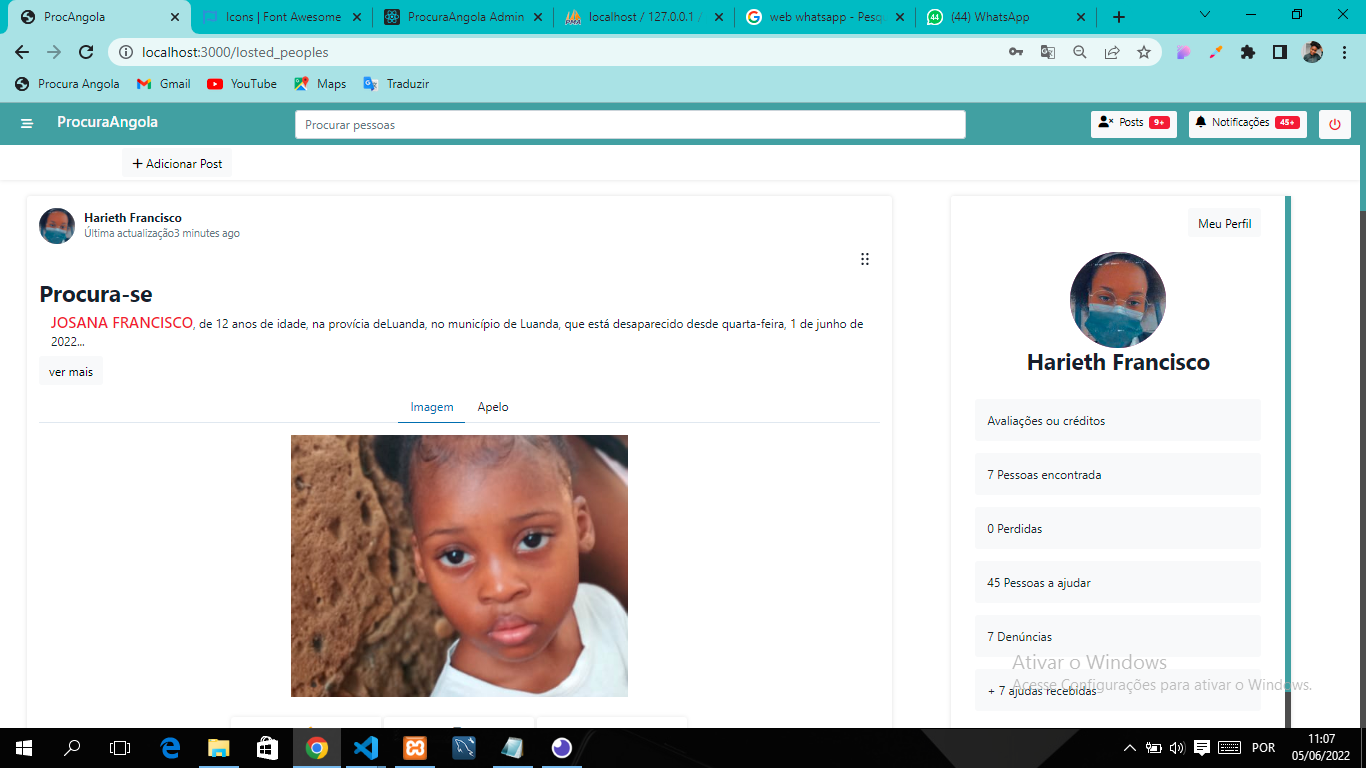 ProcAngola
Icons | Font Awesome
ProcuraAngola Admin
localhost / 127.0.0.1 /
web whatsapp - Pesq
44
(44) WhatsApp
localhost:3000/losted_peoples
Procura Angola
Gmail
YouTube
Maps
Traduzir
ProcuraAngola
Procurar pessoas
Posts 9+
Notificações 45+
+ Adicionar Post
Harieth Francisco
Última actualização3 minutes ago
Procura-se
JOSANA FRANCISCO, de 12 anos de idade, na provícia deLuanda, no município de Luanda, que está desaparecido desde quarta-feira, 1 de junho de
2022...
ver mais
Imagem
Apelo
Meu Perfil
Harieth Francisco
Avaliações ou créditos
7 Pessoas encontrada
0 Perdidas
45 Pessoas a ajudar
7 Denúncias
+ 7 ajudas recebidas
Ativar o Windows
Acesse Configurações para ativar o Windows.
POR
11:07
05/06/2022